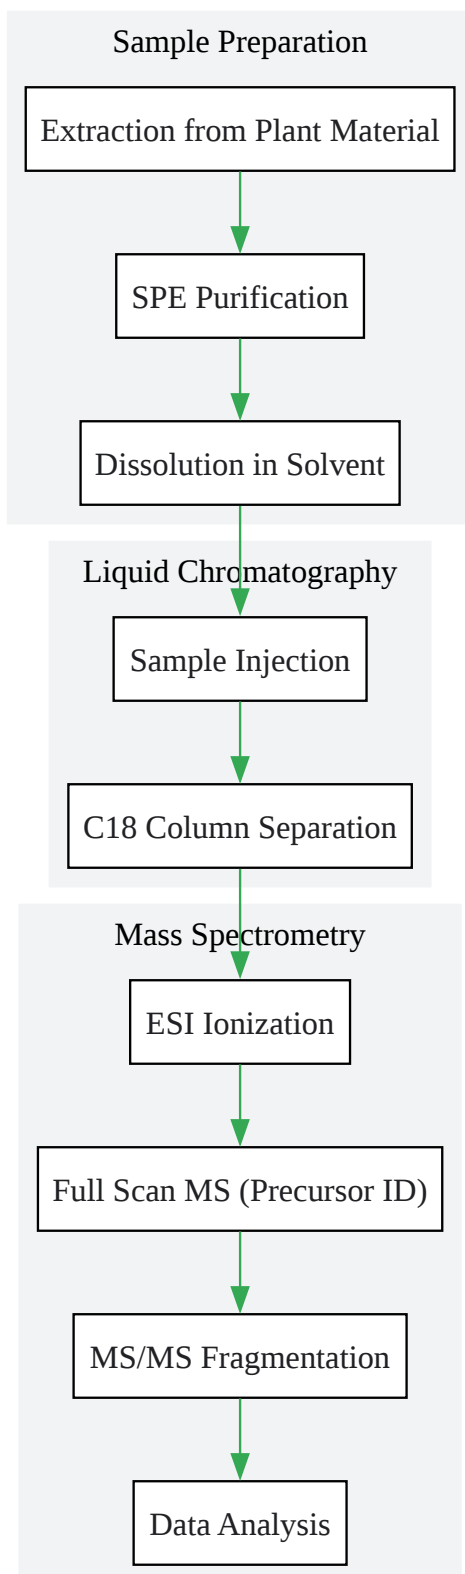 Sample Preparation
Extraction from Plant Material
SPE Purification
Dissolution in Solvent
Liquid Chromatography
Sample Injection
C18 Column Separation
Mass Spectrometry
ESI Ionization
Full Scan MS (Precursor ID)
MS/MS Fragmentation
Data Analysis